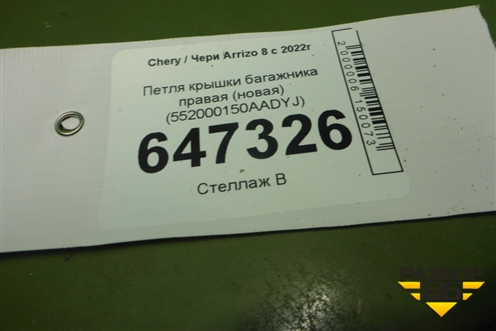 Chery / Чери Arrizo 8 с 2022г
Петля крышки багажника
правая (новая)
(552000150AADYJ)
647326
Стеллаж В
2000006150073